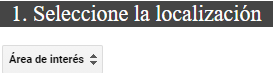 1. Seleccione la localización
Área de interés